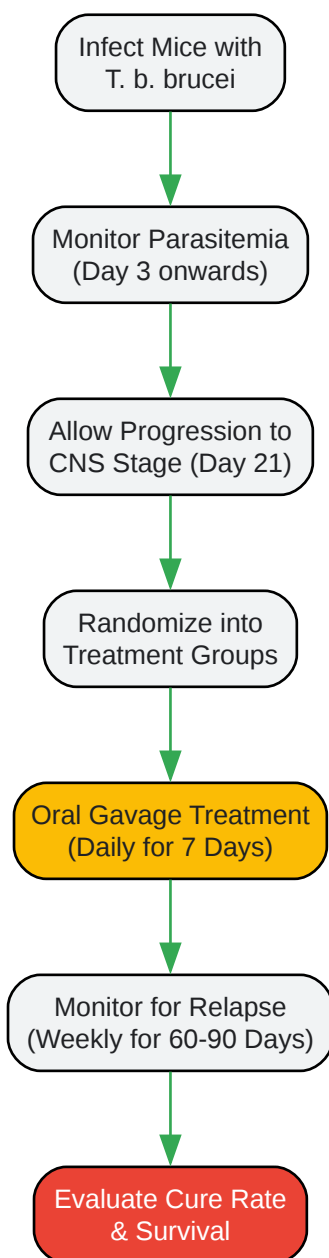 Infect Mice with
T. b. brucei
Monitor Parasitemia
(Day 3 onwards)
Allow Progression to
CNS Stage (Day 21)
Randomize into
Treatment Groups
Oral Gavage Treatment
(Daily for 7 Days)
Monitor for Relapse
(Weekly for 60-90 Days)
Evaluate Cure Rate
& Survival